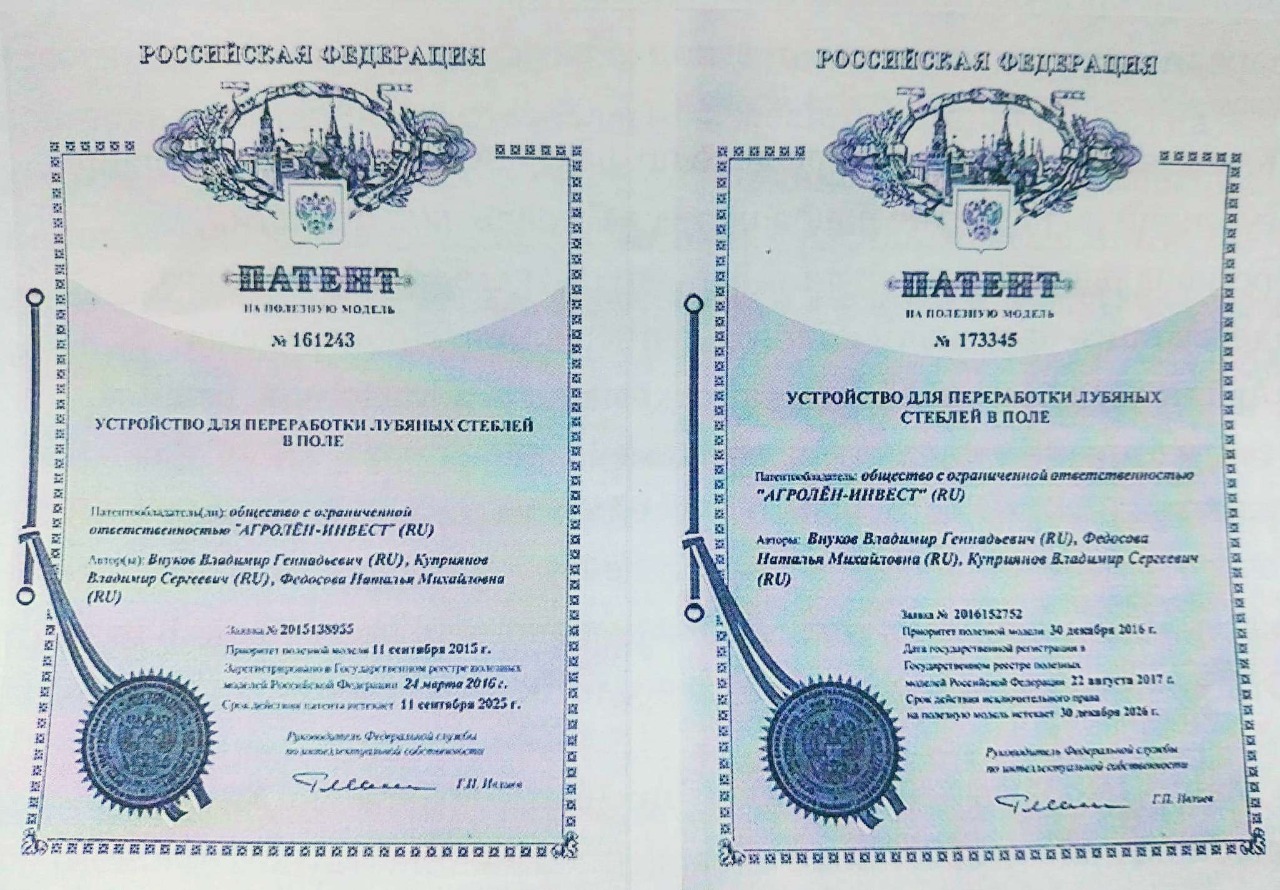 РОССИЙСКАЯ ФЕДЕРАЦИЯ
ПАТЕНТ
НА ПОЛЕЗНУЮ МОДЕЛЬ
№ 161243
УСТРОЙСТВО ДЛЯ ПЕРЕРАБОТКИ ЛУБЯНЫХ СТЕБЛЕЙ
В ПОЛЕ
Патентообладатель(ли): общество с ограниченной
ответственностью "АГРОЛЁН-ИНВЕСТ" (RU)
Автор(ы): Внуков Владимир Геннадьевич (RU), Куприянов
Владимир Сергеевич (RU), Федосова Наталья Михайловна
(RU)
Заявка № 2015138955
Приоритет полезной модели 11 сентября 2015 г.
Зарегистрировано в Государственном реестре полезных
моделей Российской Федерации 24 марта 2016 г.
Срок действия патента истекает 11 сентября 2025 г.
Руководитель Федеральной службы
по интеллектуальной собственности
Г.П. Ивлиев
РОССИЙСКАЯ ФЕДЕРАЦИЯ
ПАТЕНТ
НА ПОЛЕЗНУЮ МОДЕЛЬ
№ 173345
УСТРОЙСТВО ДЛЯ ПЕРЕРАБОТКИ ЛУБЯНЫХ
СТЕБЛЕЙ В ПОЛЕ
Патентообладатель: общество с ограниченной ответственностью
"АГРОЛЁН-ИНВЕСТ" (RU)
Авторы: Внуков Владимир Геннадьевич (RU), Федосова
Наталья Михайловна (RU), Куприянов Владимир Сергеевич
(RU)
Заявка № 2016152752
Приоритет полезной модели 30 декабря 2016 г.
Дата государственной регистрации в
Государственном реестре полезных
моделей Российской Федерации 22 августа 2017 г.
Срок действия исключительного права
на полезную модель истекает 30 декабря 2026 г.
Руководитель Федеральной службы
по интеллектуальной собственности
Г.П. Ивлиев